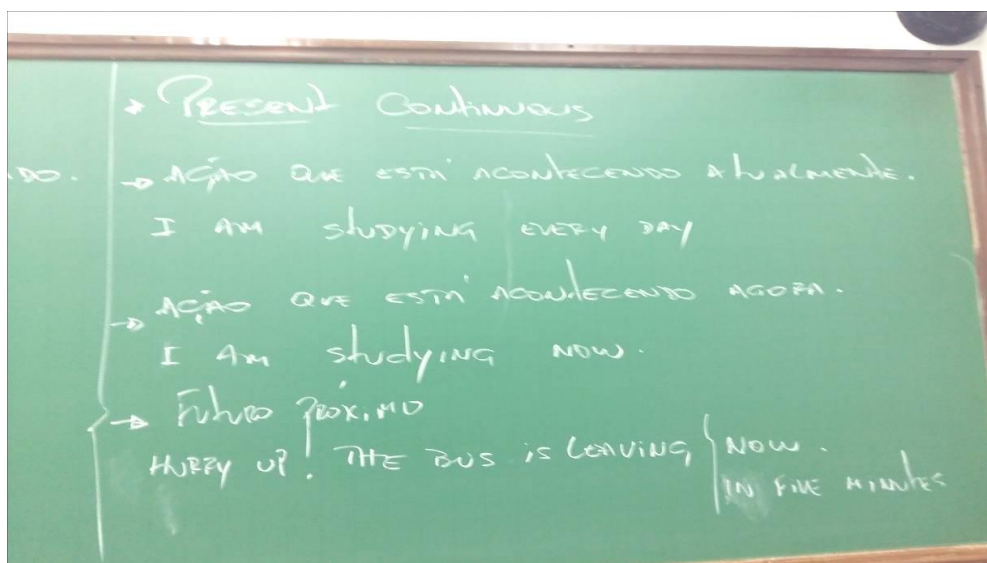 * PRESENT CONTINUOUS
DO. → AÇÃO QUE ESTÁ ACONTECENDO ATUALMENTE.
I AM STUDYING EVERY DAY
→ AÇÃO QUE ESTÁ ACONTECENDO AGORA.
I AM studying NOW.
→ FUTURO PRÓXIMO
HURRY UP! THE BUS IS LEAVING NOW.
IN FIVE MINUTES